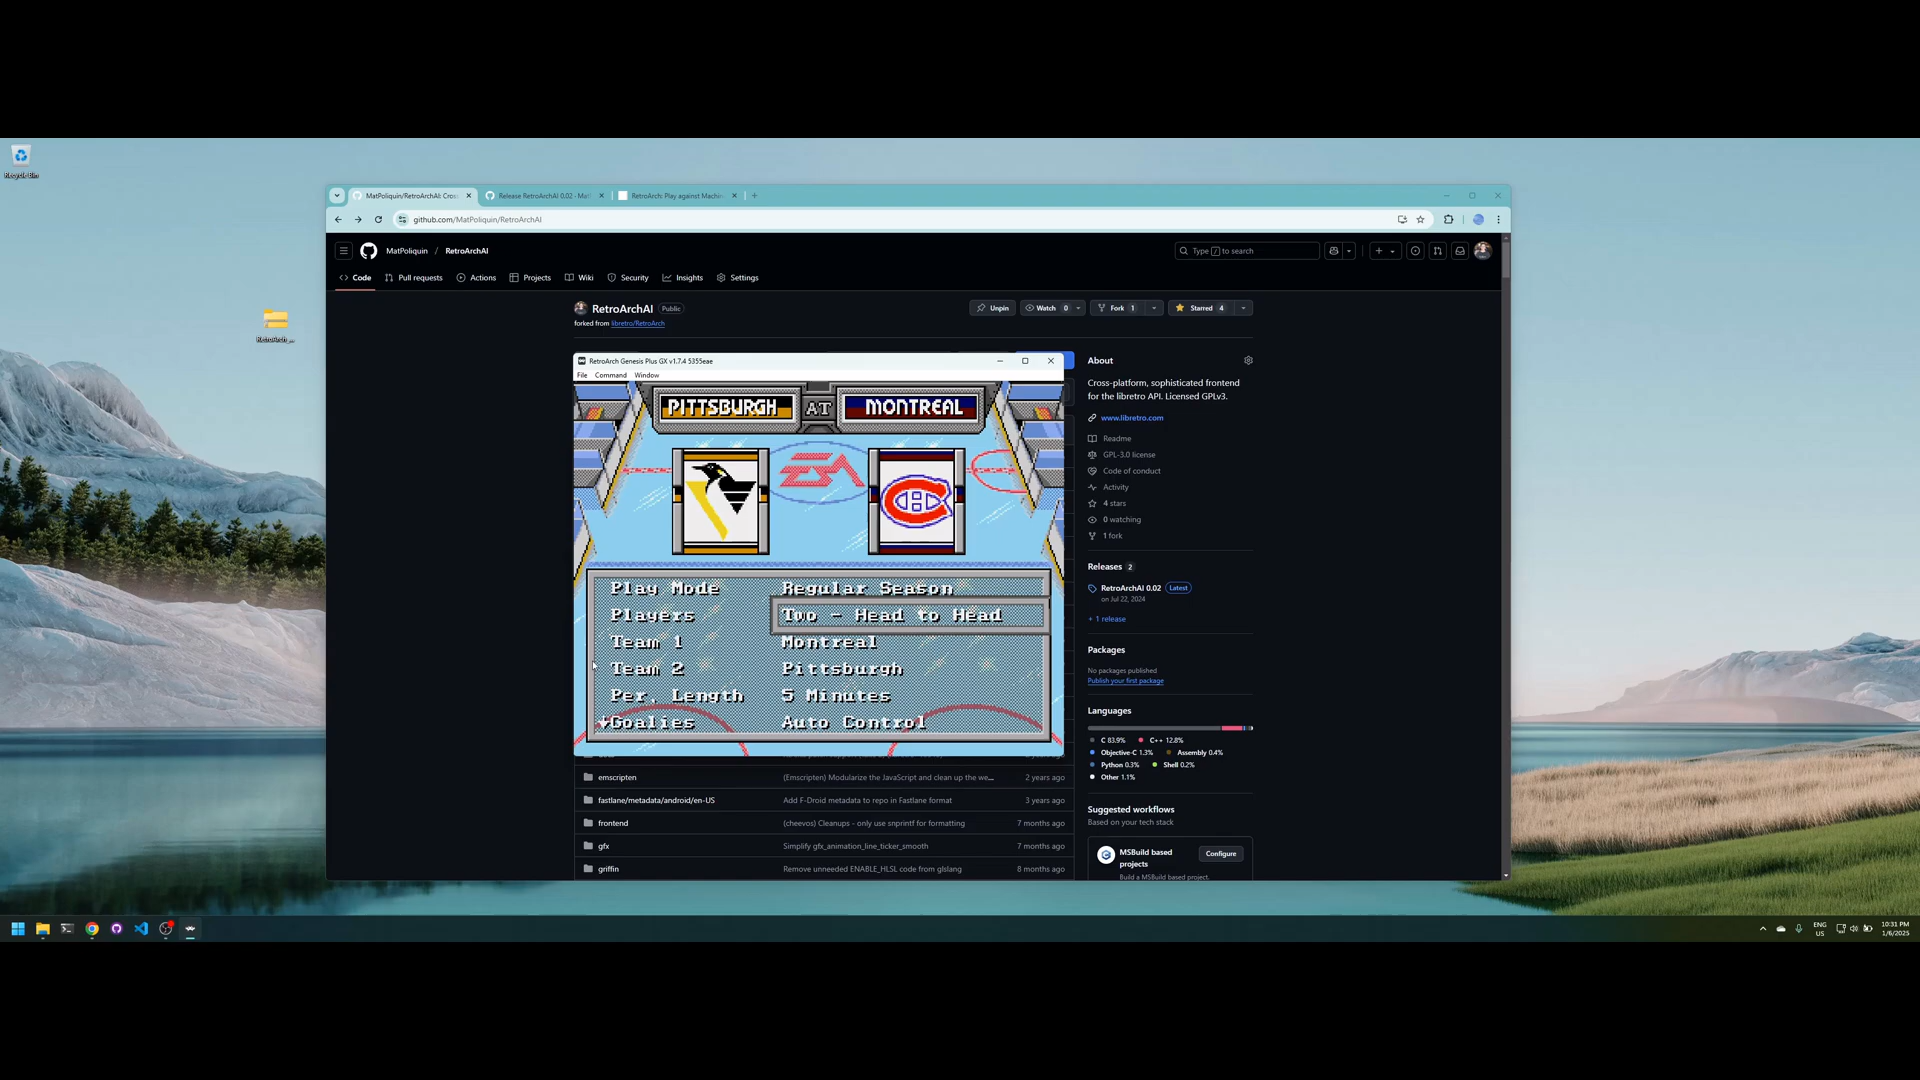 Recycle Bin
RetroArch_...
MatPoliquin/RetroArchAI: Cros
Release RetroArchAI 0.02 · Mat
RetroArch: Play against Machin
github.com/MatPoliquin/RetroArchAI
MatPoliquin / RetroArchAI
Type / to search
Code
Pull requests
Actions
Projects
Wiki
Security
Insights
Settings
RetroArchAI Public
forked from libretro/RetroArch
Unpin
Watch 0
Fork 1
Starred 4
RetroArch Genesis Plus GX v1.7.4 5355eae
File Command Window
PITTSBURGH AT MONTREAL
EA
Play Mode Regular Season
Players Two - Head to Head
Team 1 Montreal
Team 2 Pittsburgh
Per. Length 5 Minutes
Goalies Auto Control
emscripten (Emscripten) Modularize the JavaScript and clean up the we... 2 years ago
fastlane/metadata/android/en-US Add F-Droid metadata to repo in Fastlane format 3 years ago
frontend (cheevos) Cleanups - only use snprintf for formatting 7 months ago
gfx Simplify gfx_animation_line_ticker_smooth 7 months ago
griffin Remove unneeded ENABLE_HLSL code from glslang 8 months ago
About
Cross-platform, sophisticated frontend
for the libretro API. Licensed GPLv3.
www.libretro.com
Readme
GPL-3.0 license
Code of conduct
Activity
4 stars
0 watching
1 fork
Releases 2
RetroArchAI 0.02 Latest
on Jul 22, 2024
+ 1 release
Packages
No packages published
Publish your first package
Languages
C 83.9% C++ 12.8%
Objective-C 1.3% Assembly 0.4%
Python 0.3% Shell 0.2%
Other 1.1%
Suggested workflows
Based on your tech stack
MSBuild based
projects
Configure
Build a MSBuild based project.
ENG
US
10:31 PM
1/6/2025